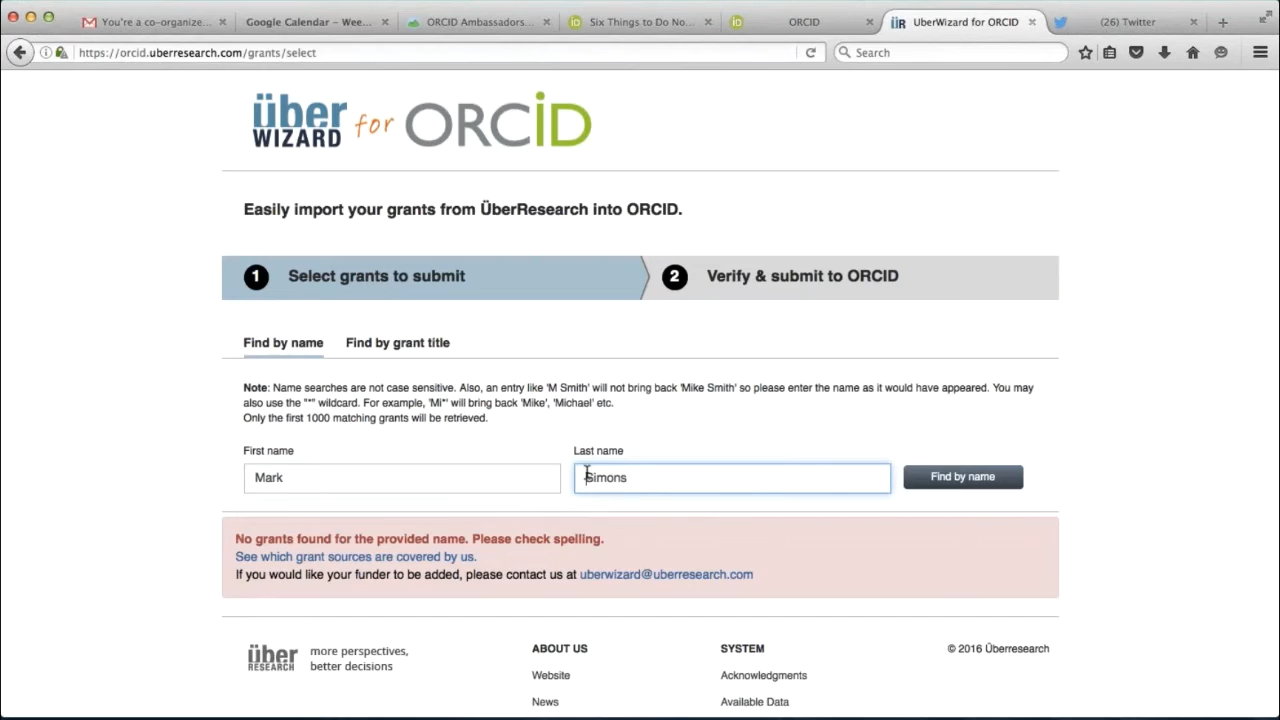 You're a co-organize...
Google Calendar - Wee...
ORCID Ambassadors...
Six Things to Do No...
ORCID
UberWizard for ORCID
(26) Twitter
https://orcid.uberresearch.com/grants/select
Search
über WIZARD for ORCiD
Easily import your grants from ÜberResearch into ORCID.
1 Select grants to submit
2 Verify & submit to ORCID
Find by name
Find by grant title
Note: Name searches are not case sensitive. Also, an entry like 'M Smith' will not bring back 'Mike Smith' so please enter the name as it would have appeared. You may
also use the "*" wildcard. For example, 'Mi*' will bring back 'Mike', 'Michael' etc.
Only the first 1000 matching grants will be retrieved.
First name
Last name
Mark
Simons
Find by name
No grants found for the provided name. Please check spelling.
See which grant sources are covered by us.
If you would like your funder to be added, please contact us at uberwizard@uberresearch.com
über RESEARCH
more perspectives,
better decisions
ABOUT US
Website
News
SYSTEM
Acknowledgments
Available Data
© 2016 Überresearch